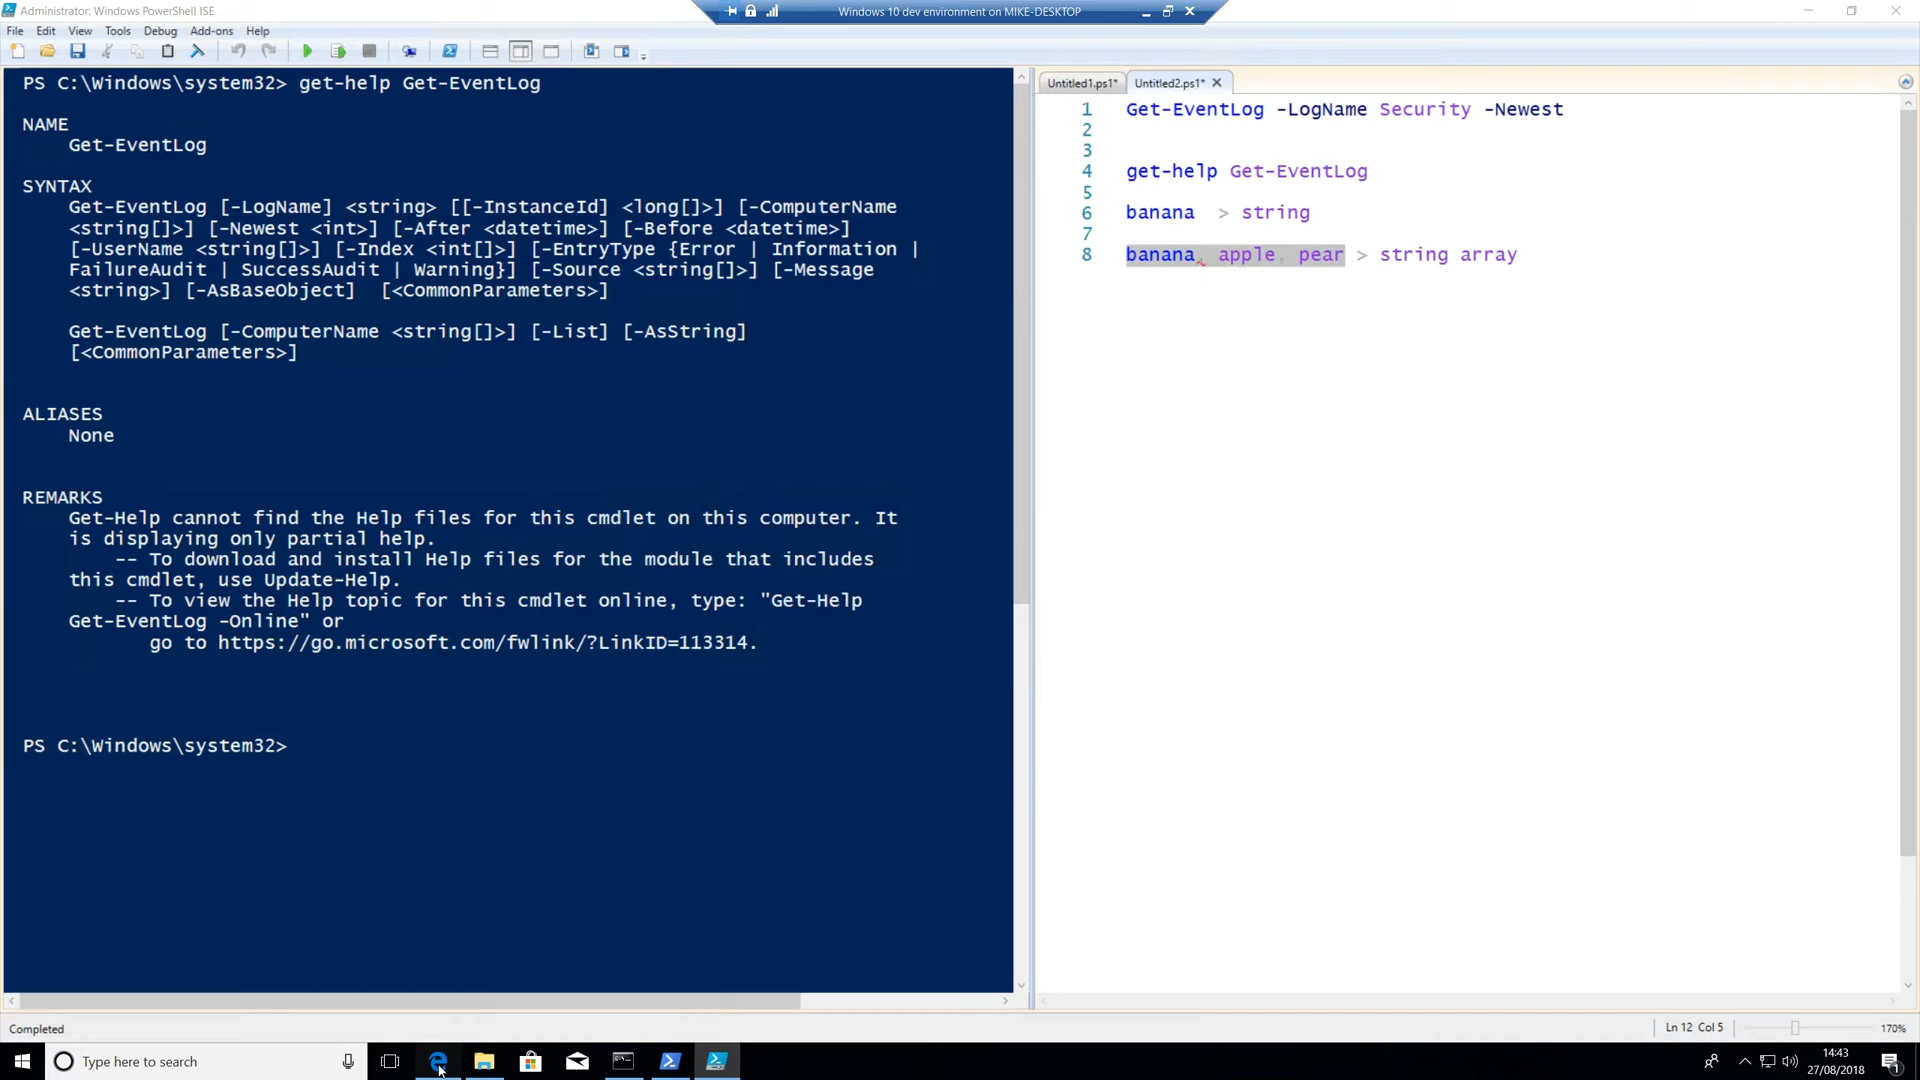 Administrator: Windows PowerShell ISE
Windows 10 dev environment on MIKE-DESKTOP
File Edit View Tools Debug Add-ons Help
PS C:\Windows\system32> get-help Get-EventLog
NAME
Get-EventLog
SYNTAX
Get-EventLog [-LogName] <string> [[-InstanceId] <long[]>] [-ComputerName
<string[]>] [-Newest <int>] [-After <datetime>] [-Before <datetime>]
[-UserName <string[]>] [-Index <int[]>] [-EntryType {Error | Information |
FailureAudit | SuccessAudit | Warning}] [-Source <string[]>] [-Message
<string>] [-AsBaseObject]  [<CommonParameters>]
Get-EventLog [-ComputerName <string[]>] [-List] [-AsString]
[<CommonParameters>]
ALIASES
None
REMARKS
Get-Help cannot find the Help files for this cmdlet on this computer. It
is displaying only partial help.
-- To download and install Help files for the module that includes
this cmdlet, use Update-Help.
-- To view the Help topic for this cmdlet online, type: "Get-Help
Get-EventLog -Online" or
go to https://go.microsoft.com/fwlink/?LinkID=113314.
PS C:\Windows\system32>
Untitled1.ps1* Untitled2.ps1*
1 Get-EventLog -LogName Security -Newest
2
3
4 get-help Get-EventLog
5
6 banana  > string
7
8 banana, apple, pear > string array
Completed
Ln 12 Col 5
170%
Type here to search
14:43
27/08/2018
1